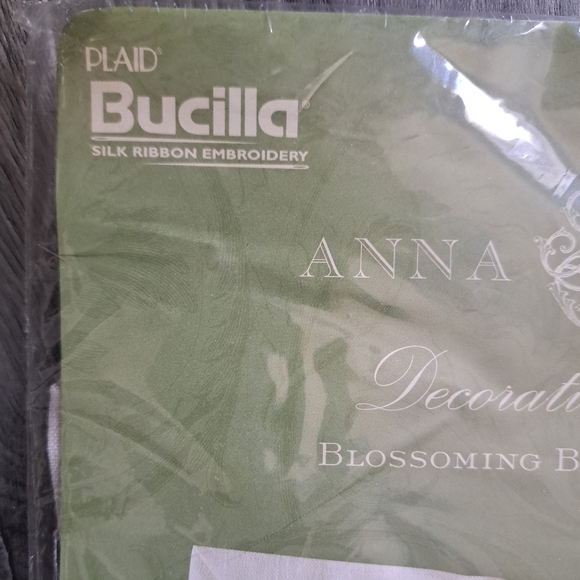 PLAID®
Bucilla®
SILK RIBBON EMBROIDERY
ANNA
Decorati
BLOSSOMING B